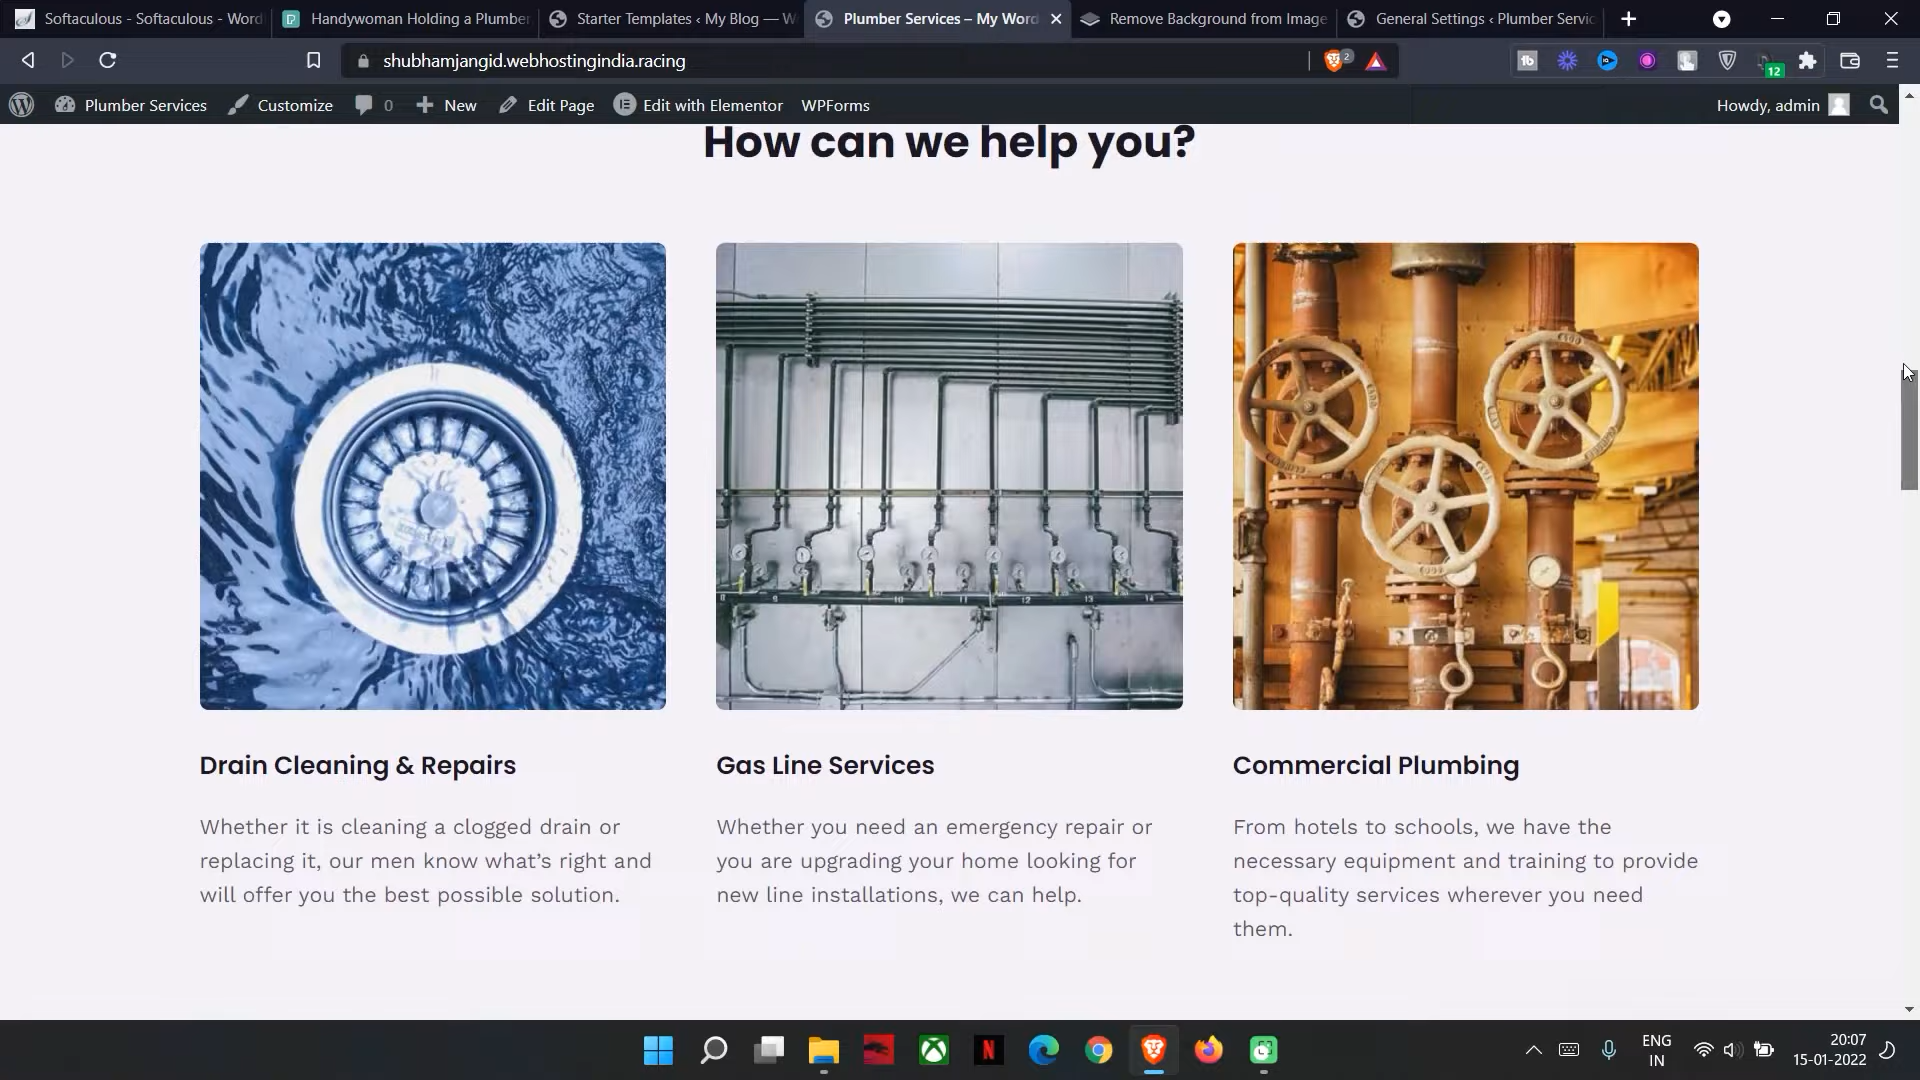 Softaculous - Softaculous - Word
Handywoman Holding a Plumber
Starter Templates ‹ My Blog — W
Plumber Services – My Word
Remove Background from Image
General Settings ‹ Plumber Servic
shubhamjangid.webhostingindia.racing
2
12
Plumber Services
Customize
0
New
Edit Page
Edit with Elementor
WPForms
Howdy, admin
How can we help you?
Drain Cleaning & Repairs
Whether it is cleaning a clogged drain or
replacing it, our men know what’s right and
will offer you the best possible solution.
Gas Line Services
Whether you need an emergency repair or
you are upgrading your home looking for
new line installations, we can help.
Commercial Plumbing
From hotels to schools, we have the
necessary equipment and training to provide
top-quality services wherever you need
them.
ENG
IN
20:07
15-01-2022